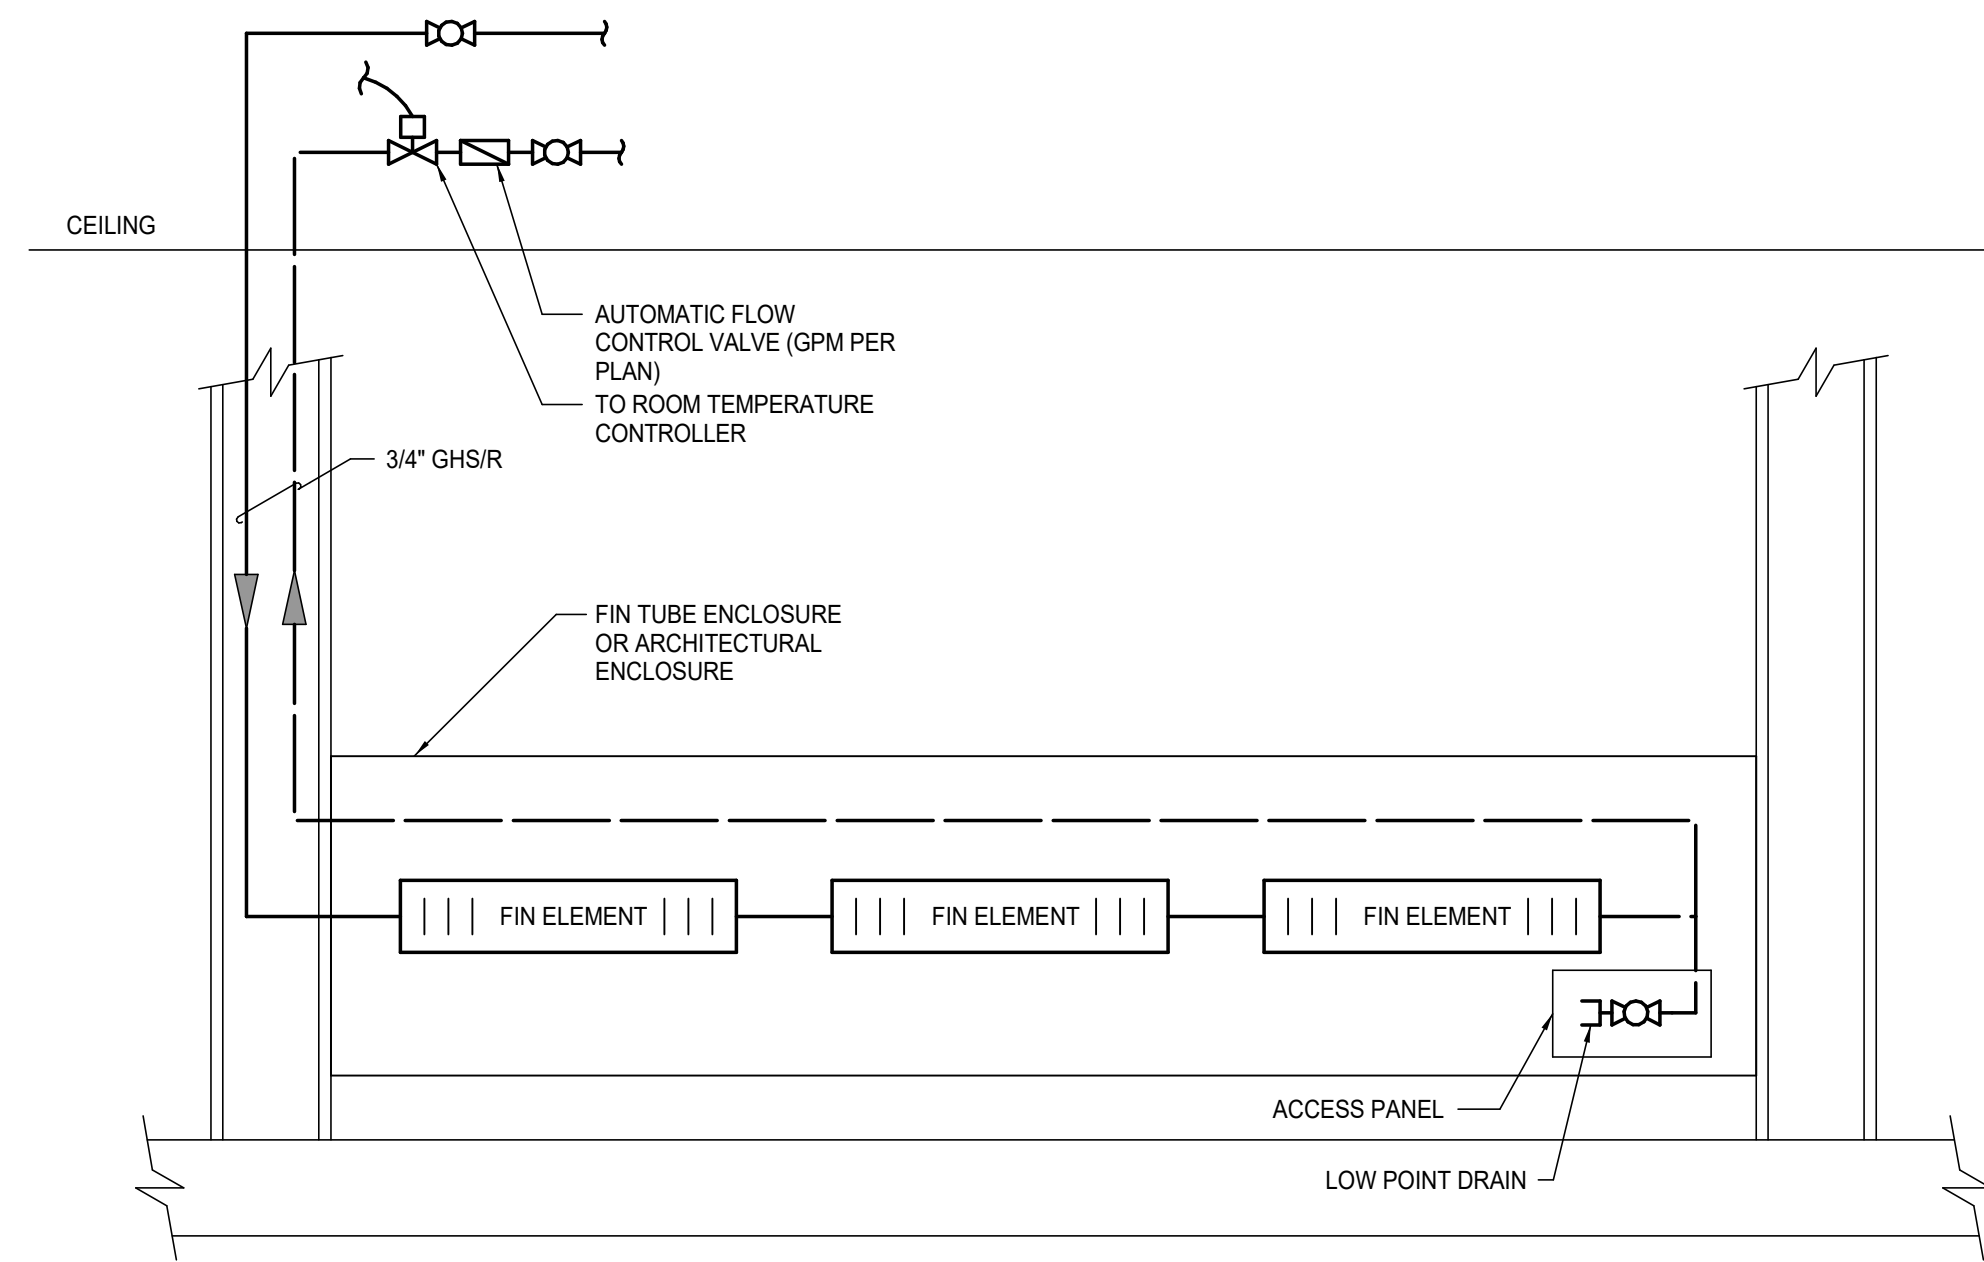 CEILING
AUTOMATIC FLOW
CONTROL VALVE (GPM PER
PLAN)
TO ROOM TEMPERATURE
CONTROLLER
3/4" GHS/R
FIN TUBE ENCLOSURE
OR ARCHITECTURAL
ENCLOSURE
FIN ELEMENT
FIN ELEMENT
FIN ELEMENT
ACCESS PANEL
LOW POINT DRAIN